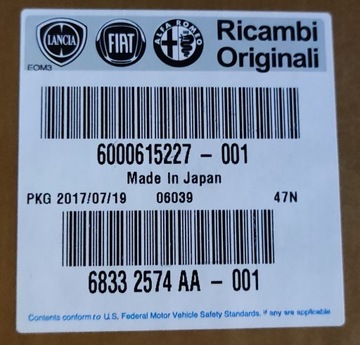 LANCIA FIAT ALFA ROMEO Ricambi
Originali
EOM3
6000615227 - 001
Made In Japan
PKG 2017/07/19 06039 47N
6833 2574 AA - 001
Contents conform to U.S. Federal Motor Vehicle Safety Standards, if any are applicable